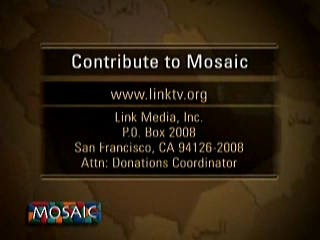 Contribute to Mosaic
www.linktv.org
Link Media, Inc.
P.O. Box 2008
San Francisco, CA 94126-2008
Attn: Donations Coordinator
MOSAIC